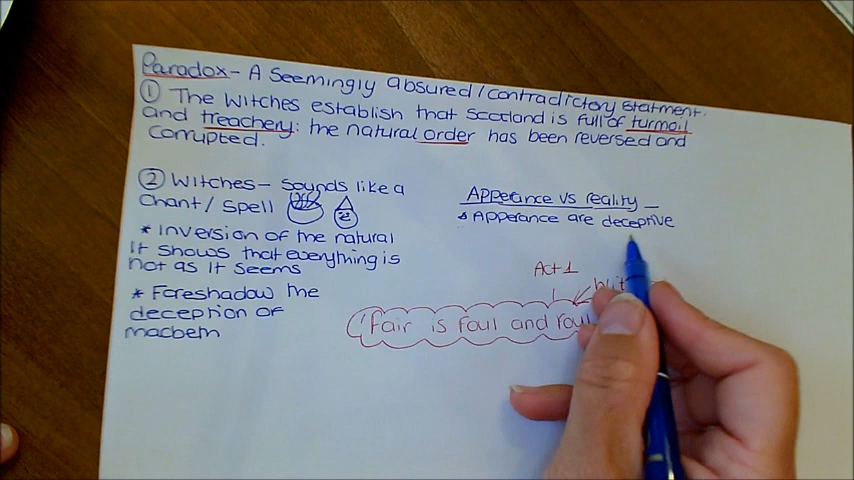 Paradox - A seemingly absured / contradictory statment.
① The witches establish that Scotland is full of turmoil
and treachery: the natural order has been reversed and
corrupted.
② Witches - sounds like a
chant / spell
* Inversion of the natural
It shows that everything is
not as it seems
* Foreshadow the
deception of
macbeth
Apperance vs reality -
Apperance are deceptive
Act 1
'fair is foul and foul